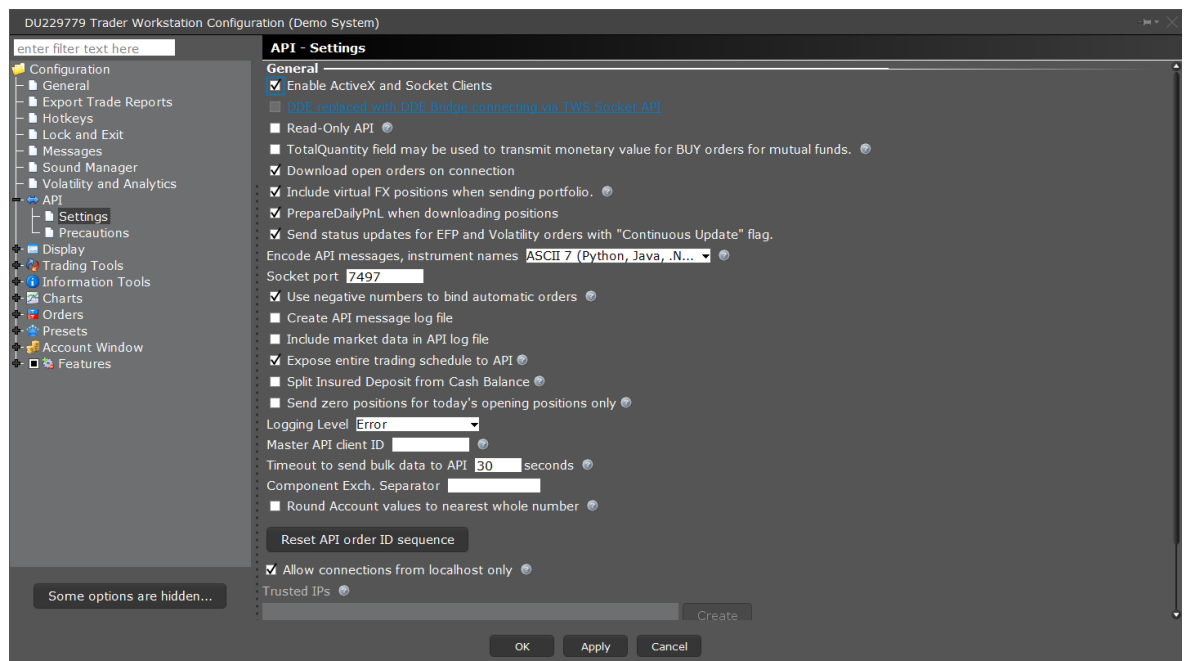 DU229779 Trader Workstation Configuration (Demo System)
enter filter text here
Configuration
General
Export Trade Reports
Hotkeys
Lock and Exit
Messages
Sound Manager
Volatility and Analytics
API
Settings
Precautions
Display
Trading Tools
Information Tools
Charts
Orders
Presets
Account Window
Features
Some options are hidden...
API - Settings
General
Enable ActiveX and Socket Clients
DDE replaced with DDE Bridge connecting via TWS Socket API
Read-Only API
TotalQuantity field may be used to transmit monetary value for BUY orders for mutual funds.
Download open orders on connection
Include virtual FX positions when sending portfolio.
PrepareDailyPnL when downloading positions
Send status updates for EFP and Volatility orders with "Continuous Update" flag.
Encode API messages, instrument names ASCII 7 (Python, Java, .N...
Socket port 7497
Use negative numbers to bind automatic orders
Create API message log file
Include market data in API log file
Expose entire trading schedule to API
Split Insured Deposit from Cash Balance
Send zero positions for today's opening positions only
Logging Level Error
Master API client ID
Timeout to send bulk data to API 30 seconds
Component Exch. Separator
Round Account values to nearest whole number
Reset API order ID sequence
Allow connections from localhost only
Trusted IPs
Create
OK Apply Cancel